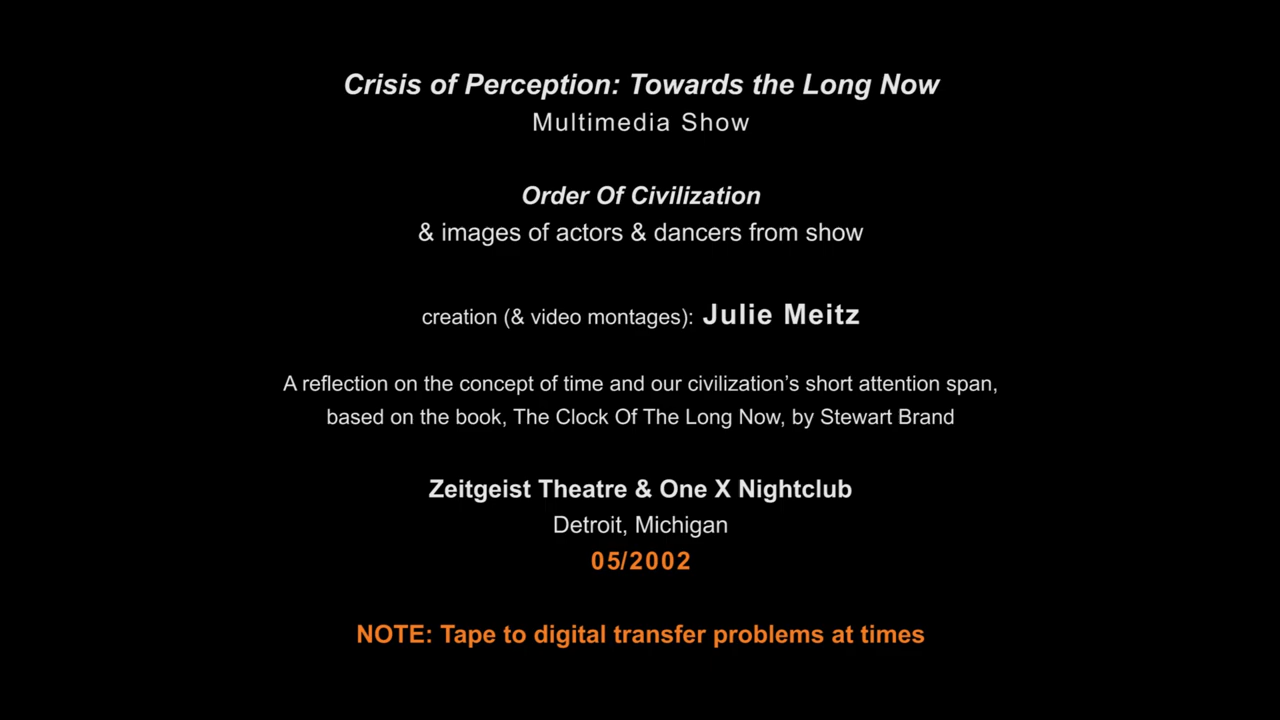 Crisis of Perception: Towards the Long Now
Multimedia Show
Order Of Civilization
& images of actors & dancers from show
creation (& video montages): Julie Meitz
A reflection on the concept of time and our civilization’s short attention span,
based on the book, The Clock Of The Long Now, by Stewart Brand
Zeitgeist Theatre & One X Nightclub
Detroit, Michigan
05/2002
NOTE: Tape to digital transfer problems at times